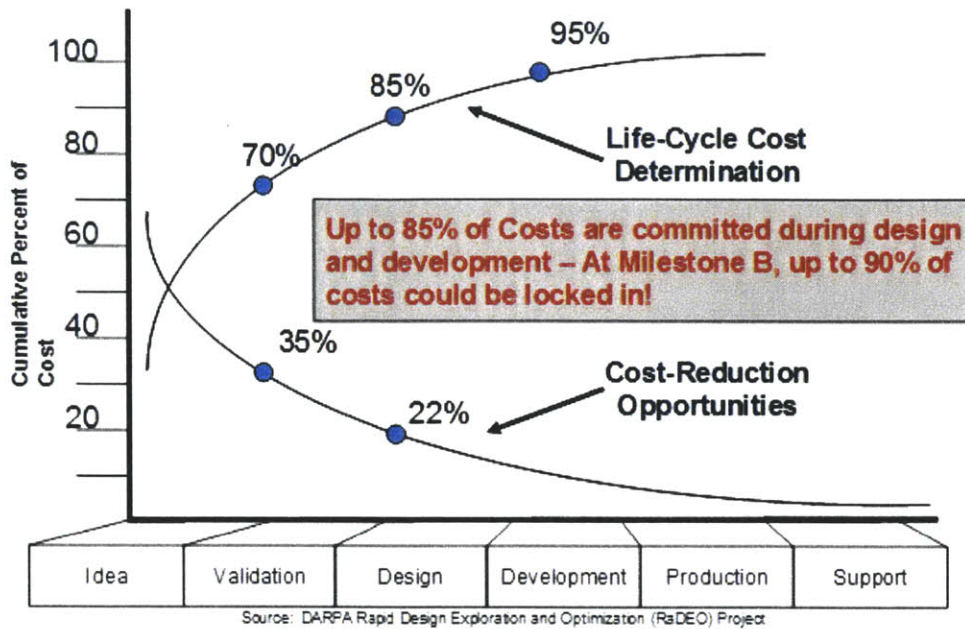 Cumulative Percent of
Cost
100
80
60
40
20
95%
85%
70%
Life-Cycle Cost
Determination
Up to 85% of Costs are committed during design
and development – At Milestone B, up to 90% of
costs could be locked in!
35%
22%
Cost-Reduction
Opportunities
Idea
Validation
Design
Development
Production
Support
Source: DARPA Rapid Design Exploration and Optimization (RaDEO) Project